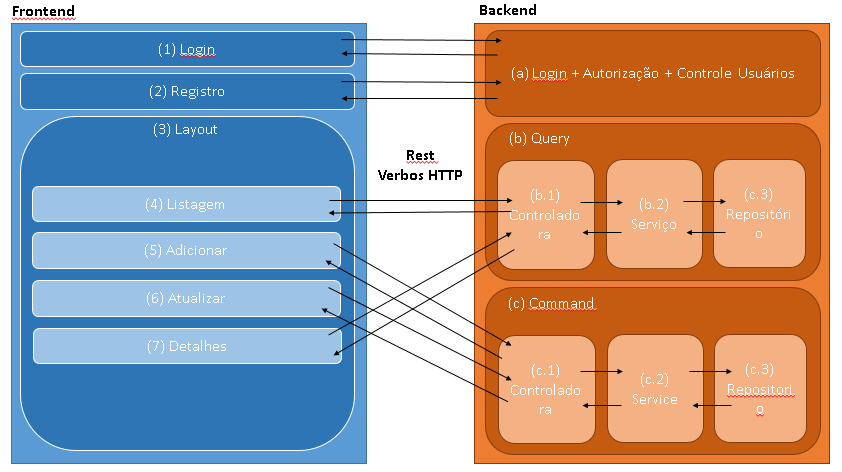 Frontend
Backend
(1) Login
(2) Registro
(3) Layout
(4) Listagem
(5) Adicionar
(6) Atualizar
(7) Detalhes
Rest
Verbos HTTP
(a) Login + Autorização + Controle Usuários
(b) Query
(b.1)
Controlado
ra
(b.2)
Serviço
(c.3)
Repositóri
o
(c) Command
(c.1)
Controlado
ra
(c.2)
Service
(c.3)
Repositori
o